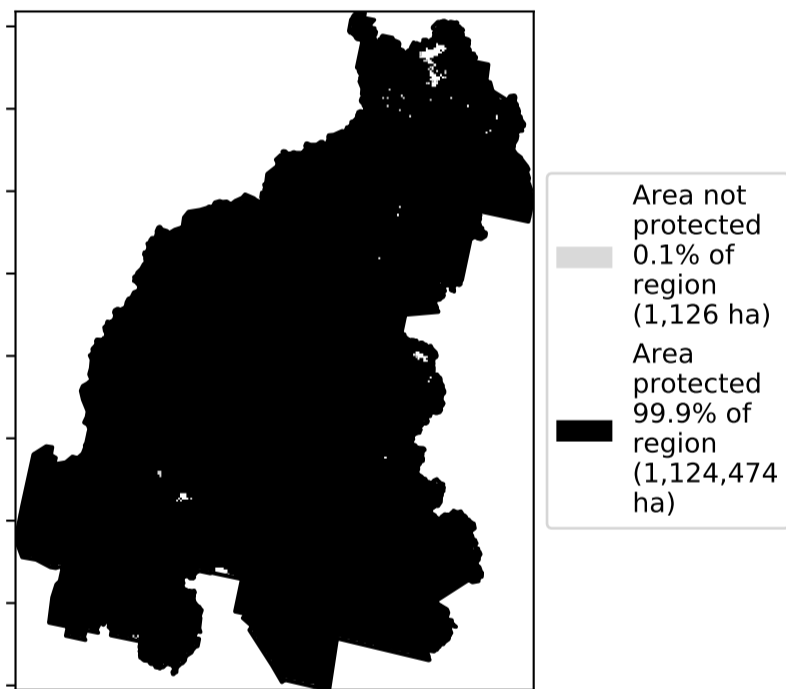 Area not
protected
0.1% of
region
(1,126 ha)
Area
protected
99.9% of
region
(1,124,474
ha)